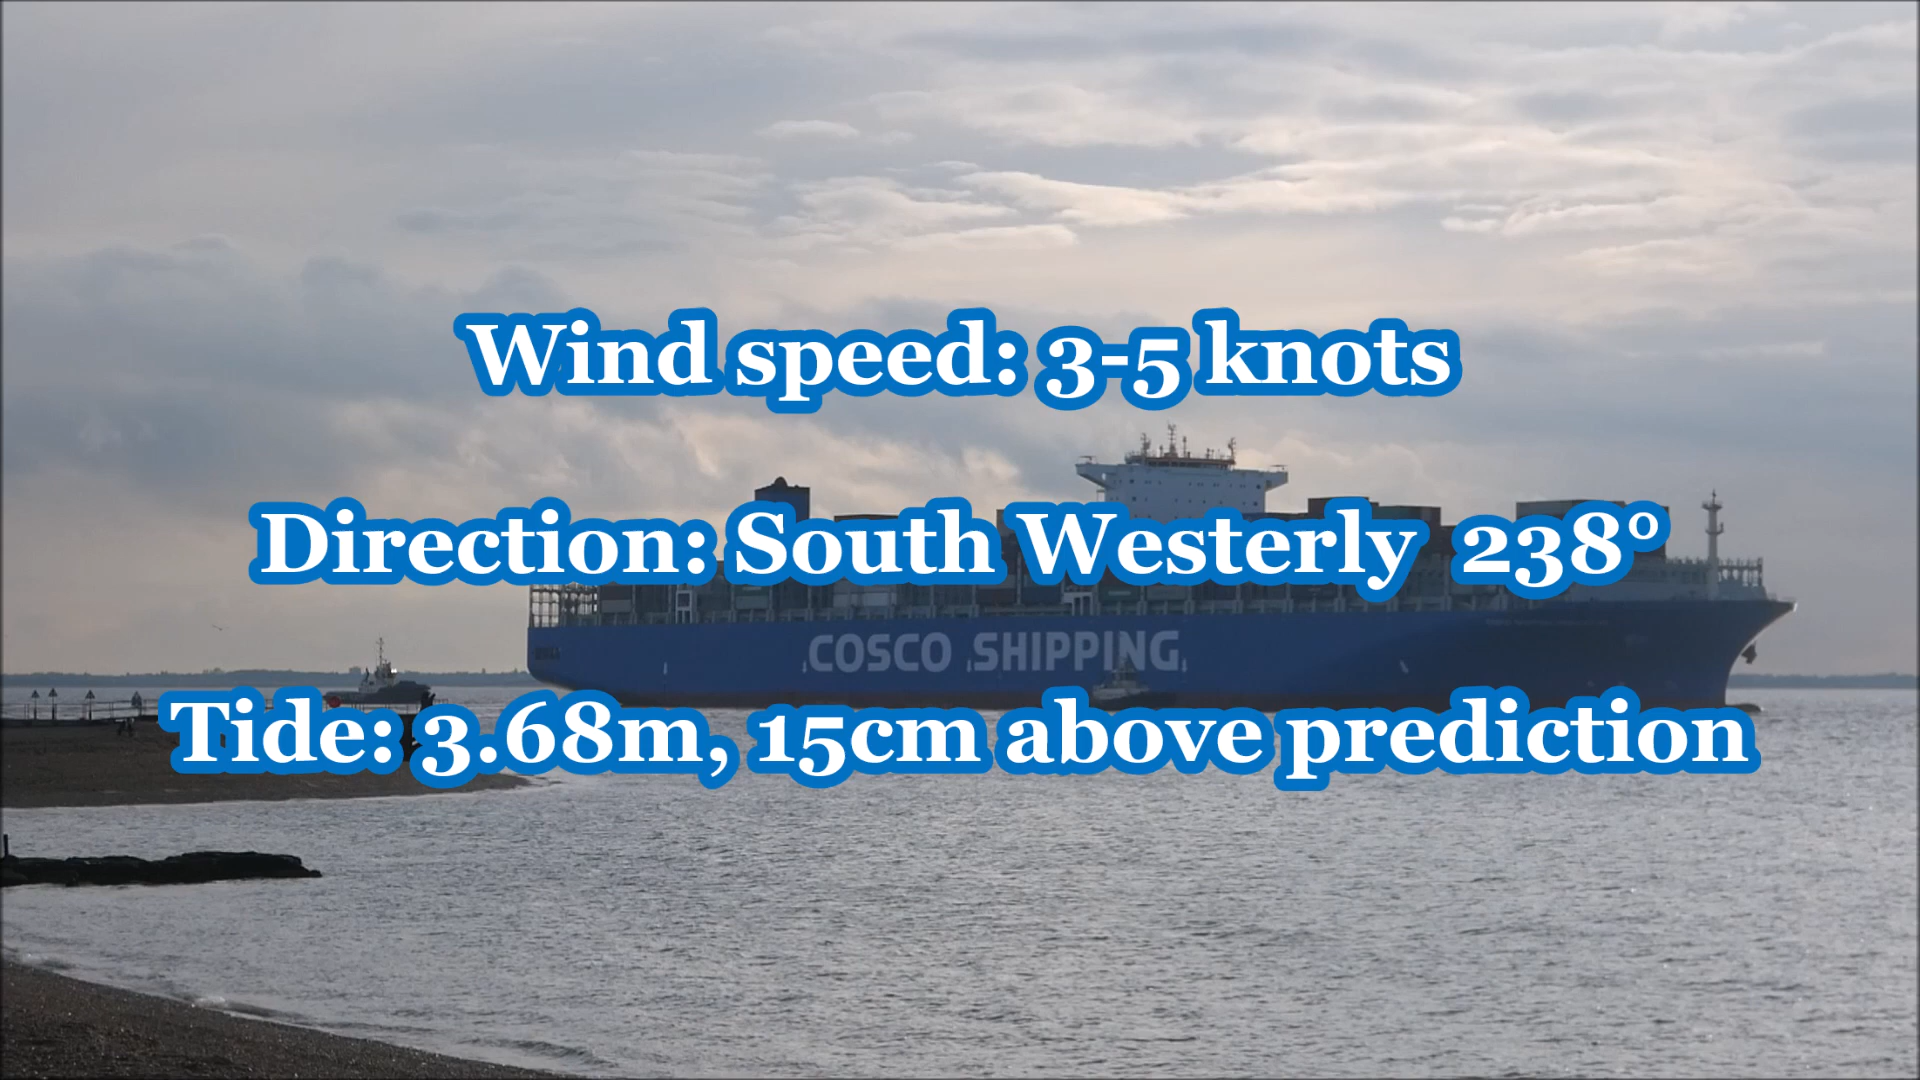 Wind speed: 3-5 knots
Direction: South Westerly 238°
COSCO SHIPPING
Tide: 3.68m, 15cm above prediction